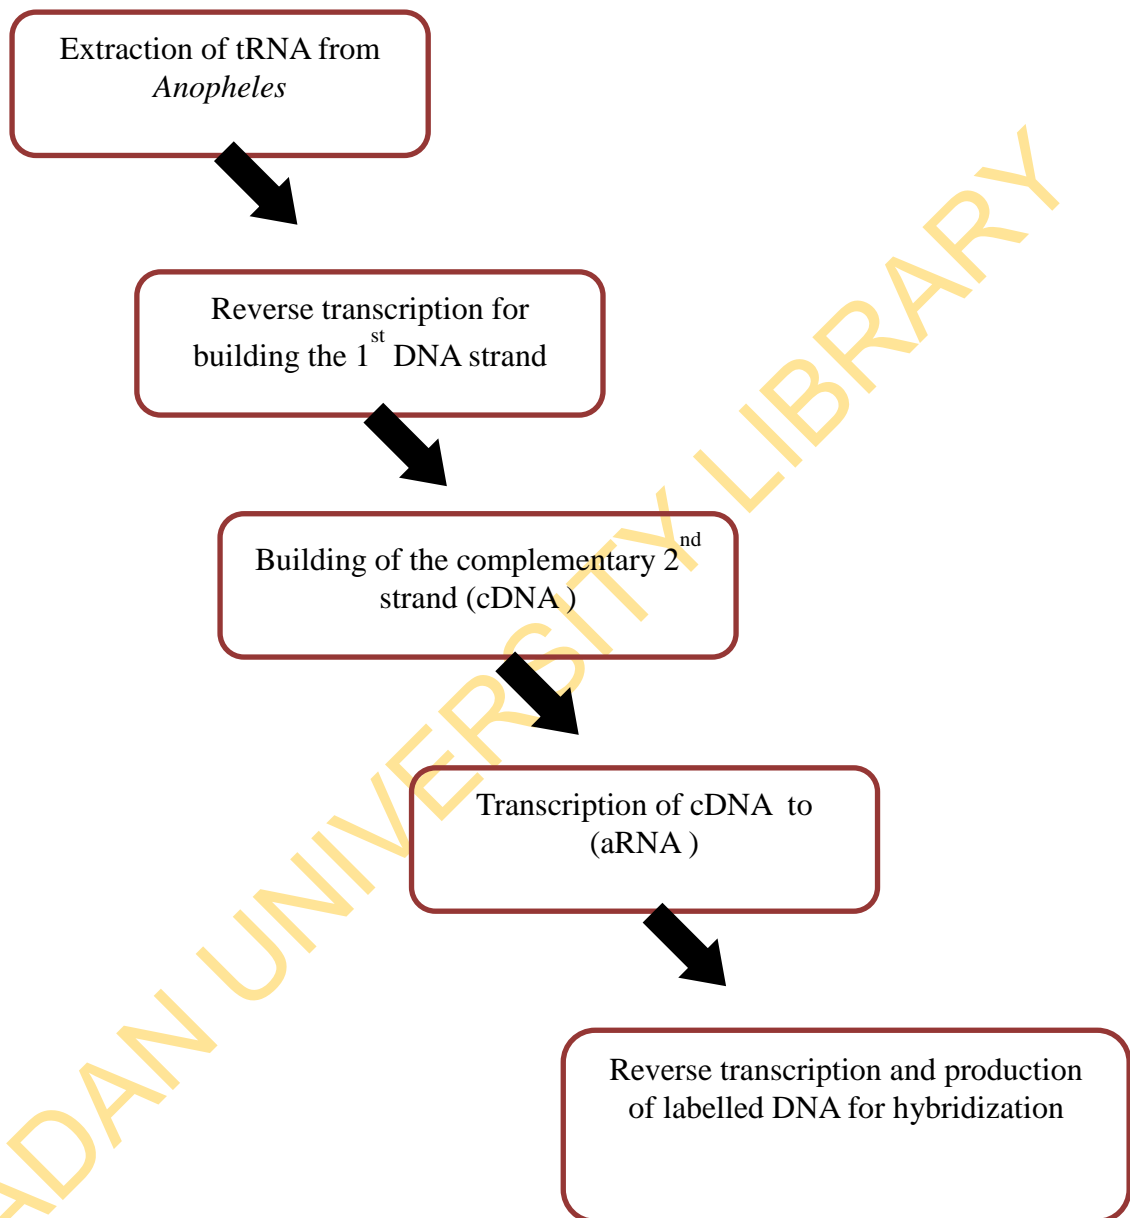 Extraction of tRNA from
Anopheles
Reverse transcription for
building the 1st DNA strand
Building of the complementary 2nd
strand (cDNA )
Transcription of cDNA to
(aRNA )
Reverse transcription and production
of labelled DNA for hybridization
ADAN UNIVERSITY LIBRARY